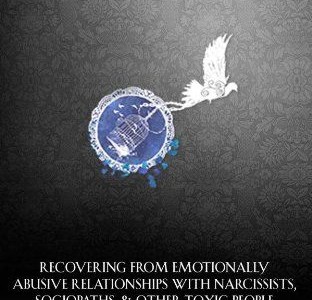 RECOVERING FROM EMOTIONALLY
ABUSIVE RELATIONSHIPS WITH NARCISSISTS,
SOCIOPATHS, & OTHER TOXIC PEOPLE